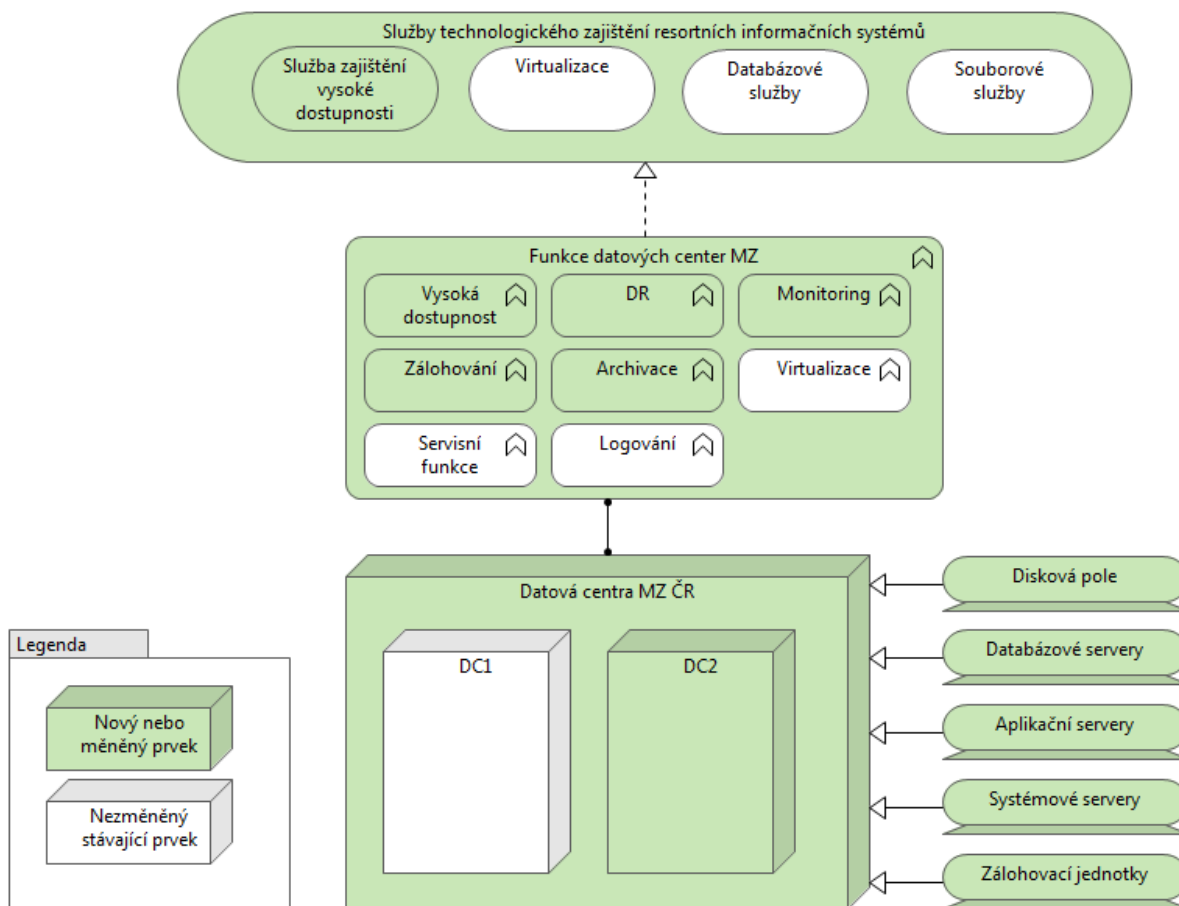 Služby technologického zajištění resortních informačních systémů
Služba zajištění
vysoké
dostupnosti
Virtualizace
Databázové
služby
Souborové
služby
Funkce datových center MZ
Vysoká
dostupnost
DR
Monitoring
Zálohování
Archivace
Virtualizace
Servisní
funkce
Logování
Datová centra MZ ČR
DC1
DC2
Disková pole
Databázové servery
Aplikační servery
Systémové servery
Zálohovací jednotky
Legenda
Nový nebo
měněný prvek
Nezměněný
stávající prvek